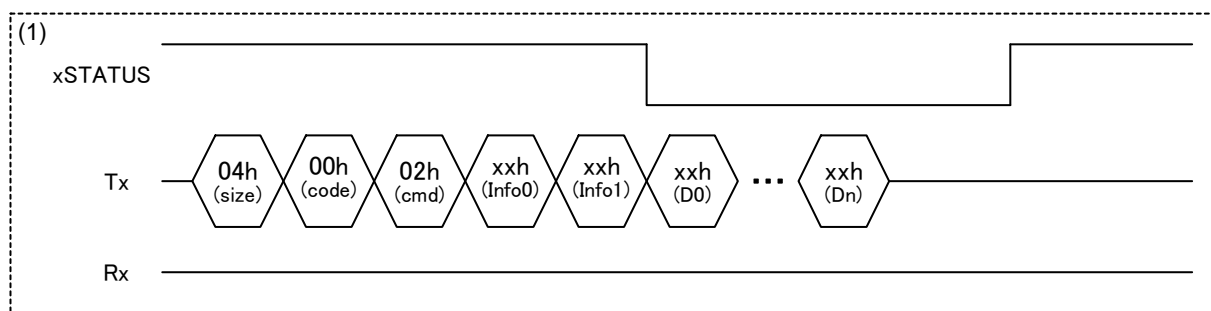 (1)
xSTATUS
Tx
04h
(size)
00h
(code)
02h
(cmd)
xxh
(Info0)
xxh
(Info1)
xxh
(D0)
...
xxh
(Dn)
Rx